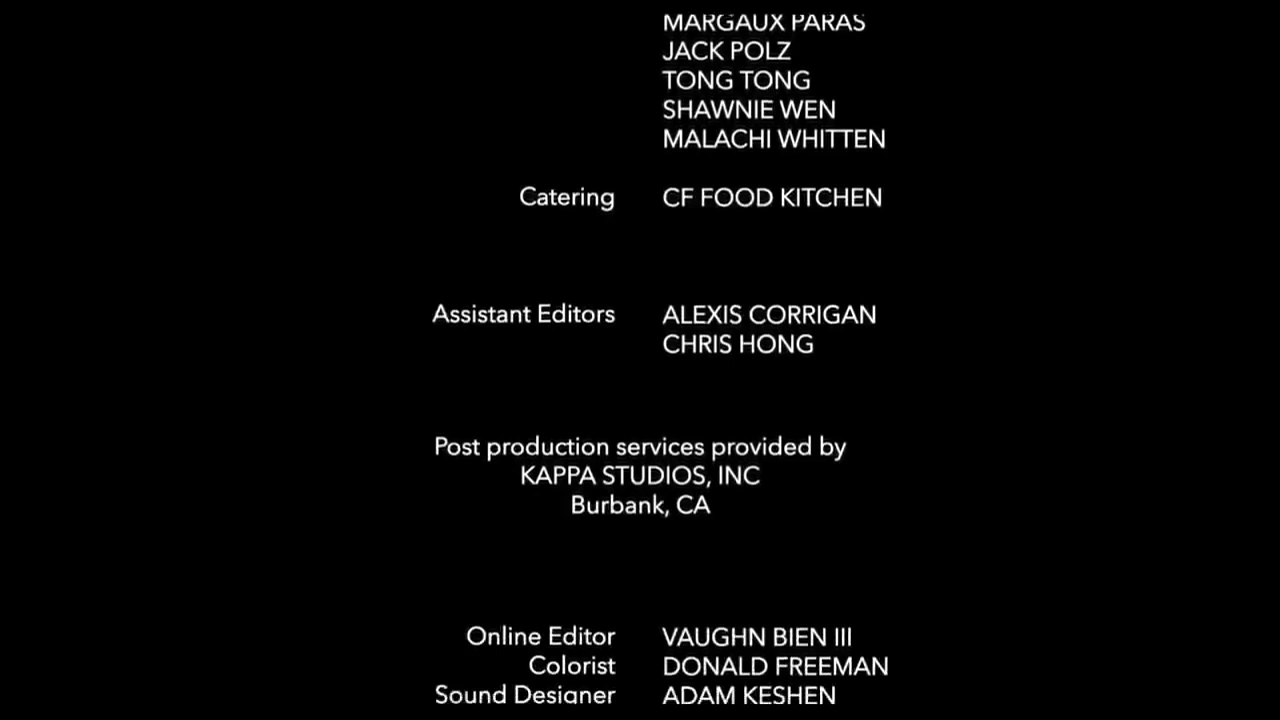 MARGAUX PARAS
JACK POLZ
TONG TONG
SHAWNIE WEN
MALACHI WHITTEN
Catering CF FOOD KITCHEN
Assistant Editors ALEXIS CORRIGAN
CHRIS HONG
Post production services provided by
KAPPA STUDIOS, INC
Burbank, CA
Online Editor VAUGHN BIEN III
Colorist DONALD FREEMAN
Sound Designer ADAM KESHEN